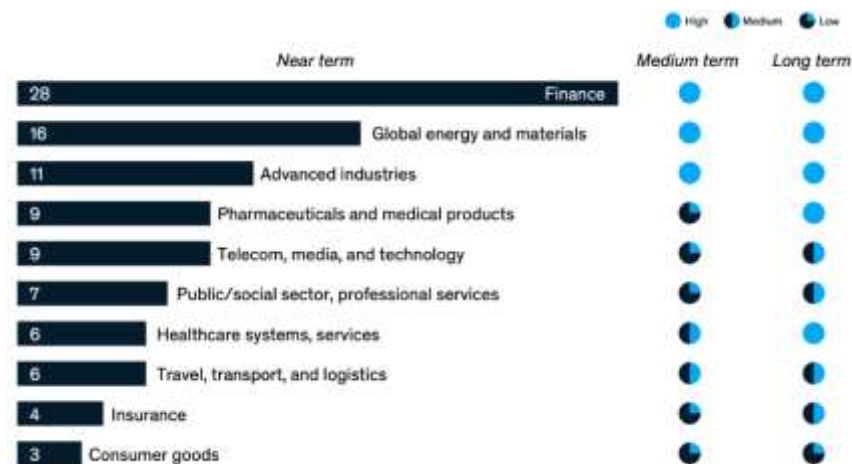 High Medium Low
Near term Medium term Long term
28 Finance
16 Global energy and materials
11 Advanced industries
9 Pharmaceuticals and medical products
9 Telecom, media, and technology
7 Public/social sector, professional services
6 Healthcare systems, services
6 Travel, transport, and logistics
4 Insurance
3 Consumer goods